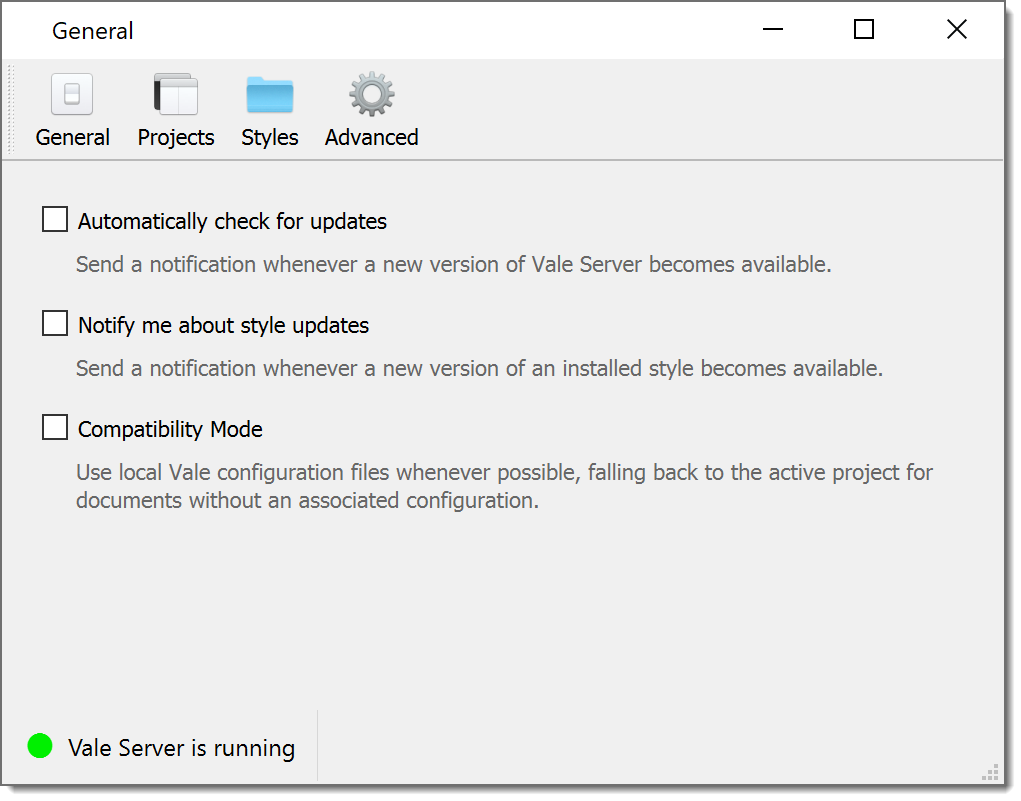 General
General Projects Styles Advanced
Automatically check for updates
Send a notification whenever a new version of Vale Server becomes available.
Notify me about style updates
Send a notification whenever a new version of an installed style becomes available.
Compatibility Mode
Use local Vale configuration files whenever possible, falling back to the active project for
documents without an associated configuration.
Vale Server is running